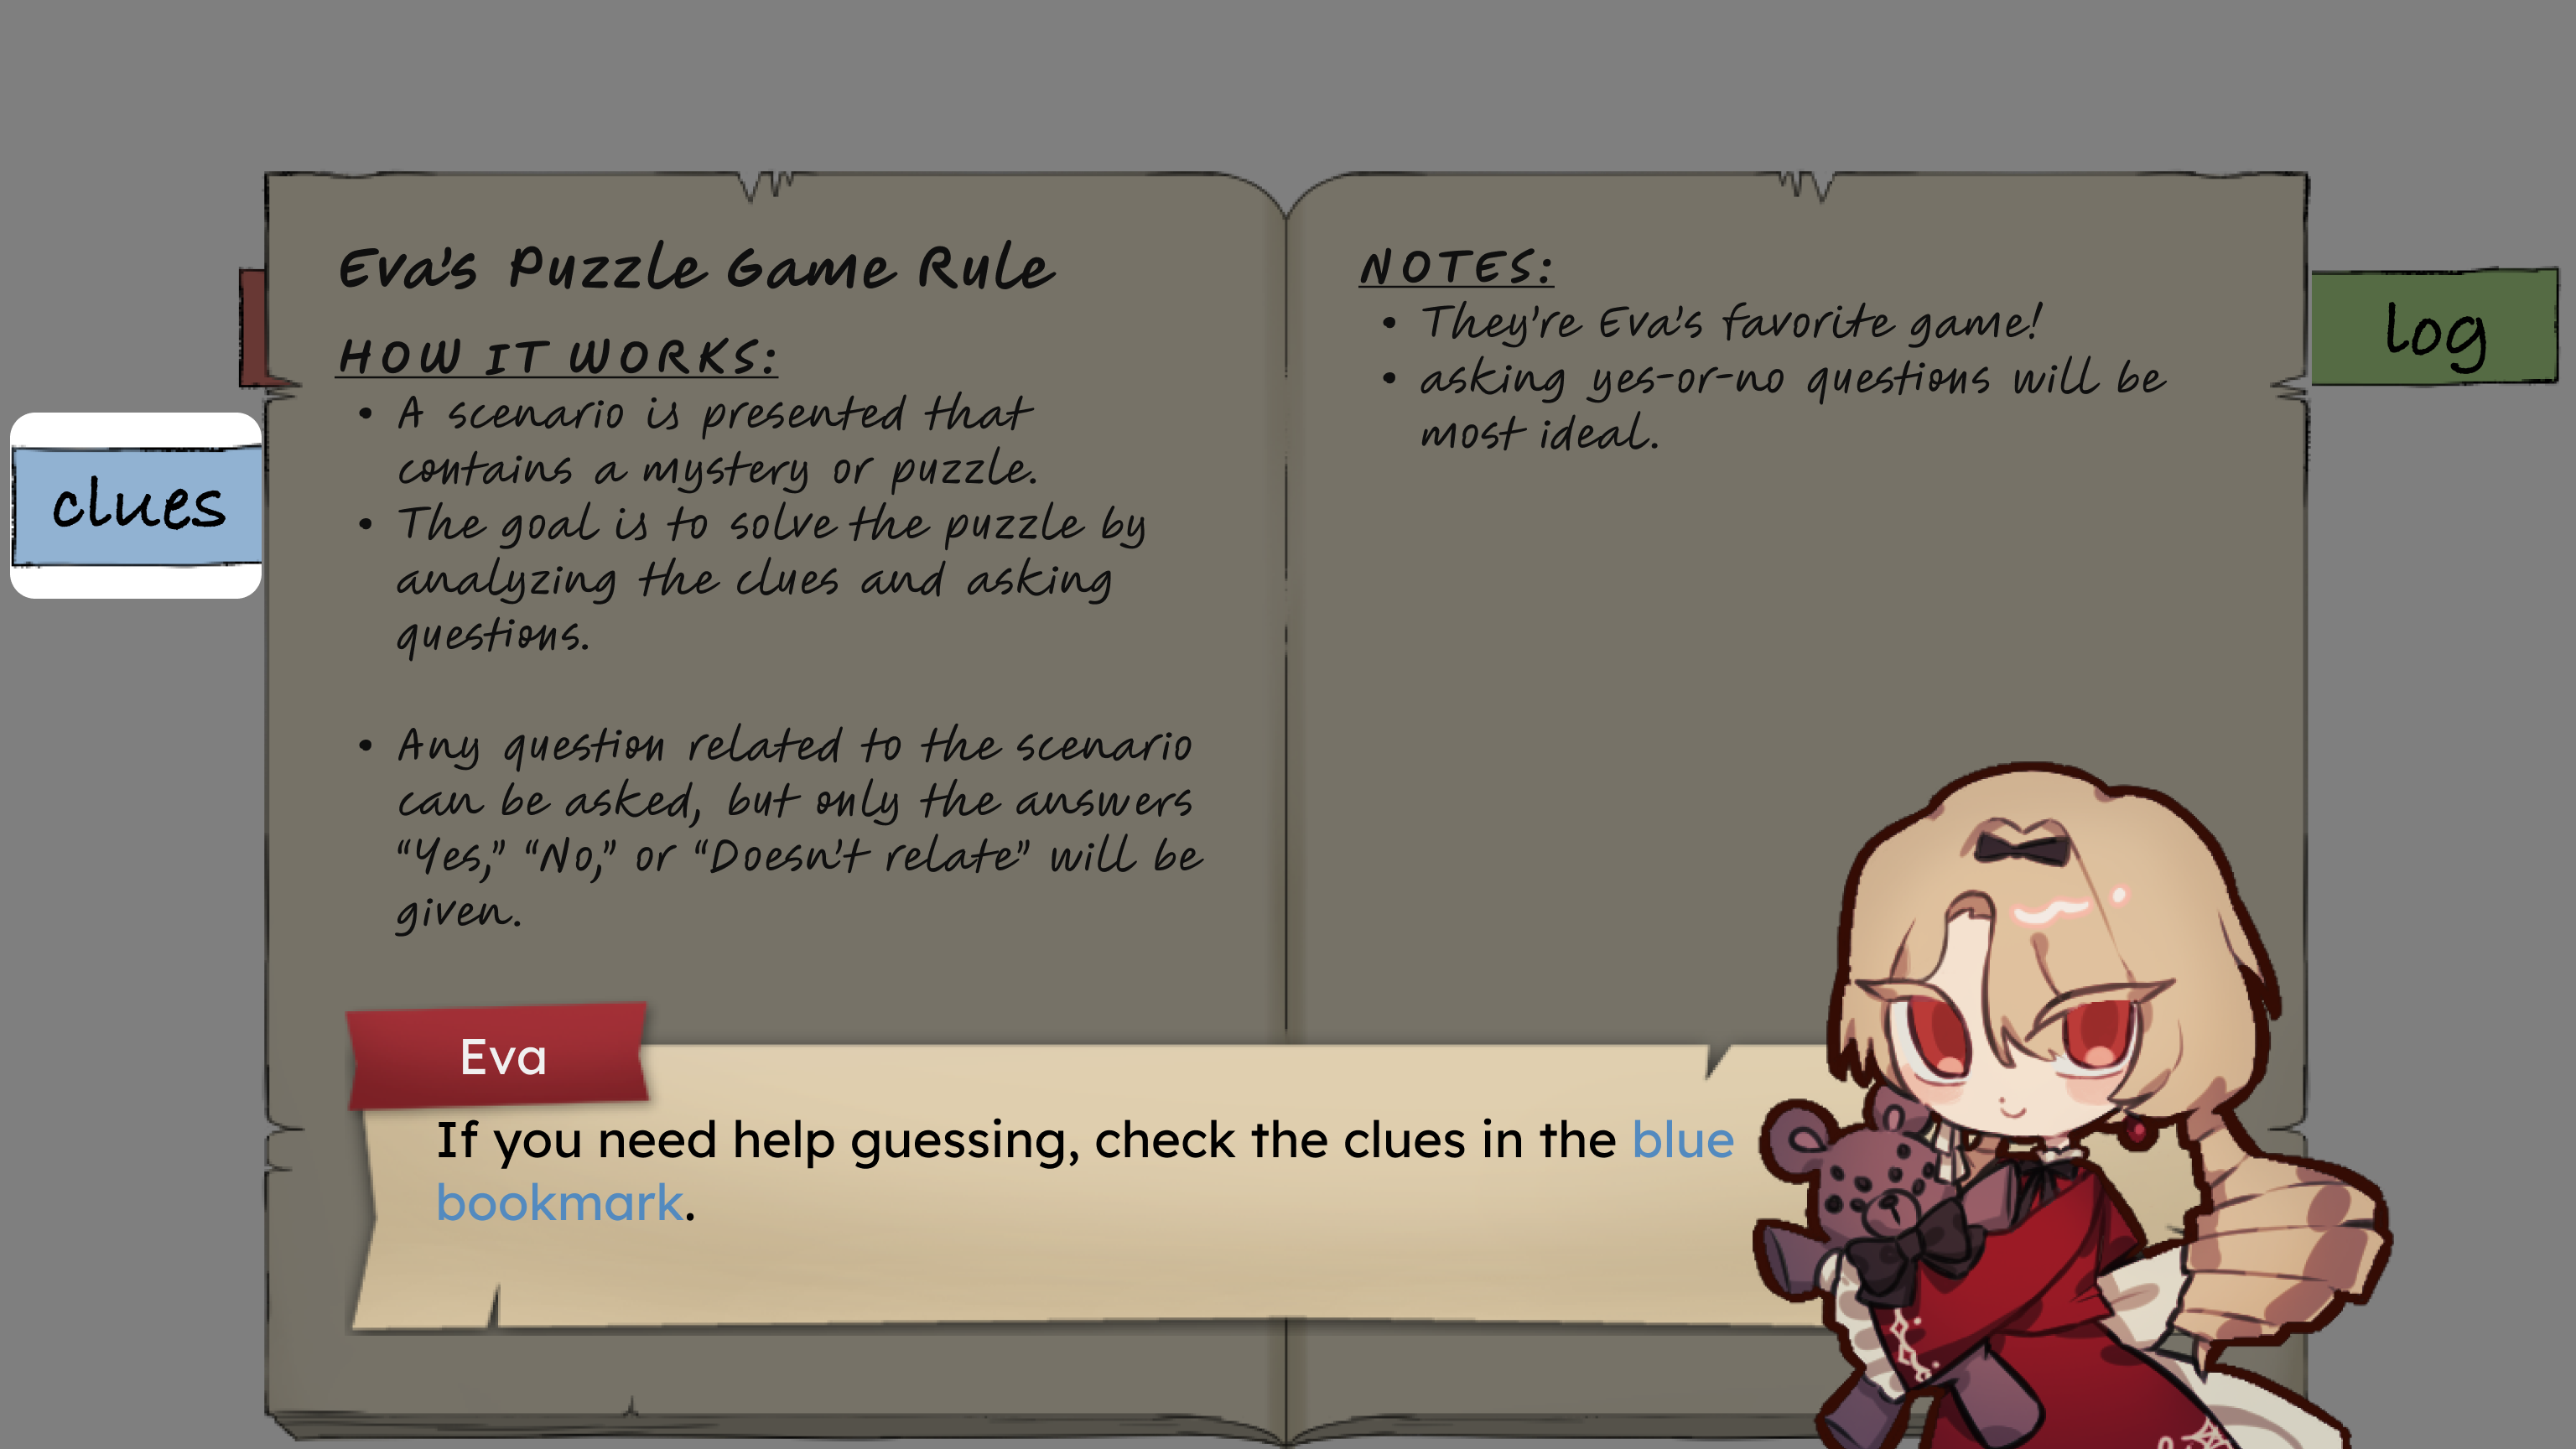 Eva's Puzzle Game Rule
HOW IT WORKS:
• A scenario is presented that
contains a mystery or puzzle.
• The goal is to solve the puzzle by
analyzing the clues and asking
questions.
• Any question related to the scenario
can be asked, but only the answers
“Yes,” “No,” or “Doesn't relate” will be
given.
NOTES:
• They're Eva's favorite game!
• asking yes-or-no questions will be
most ideal.
clues
log
Eva
If you need help guessing, check the clues in the blue
bookmark.